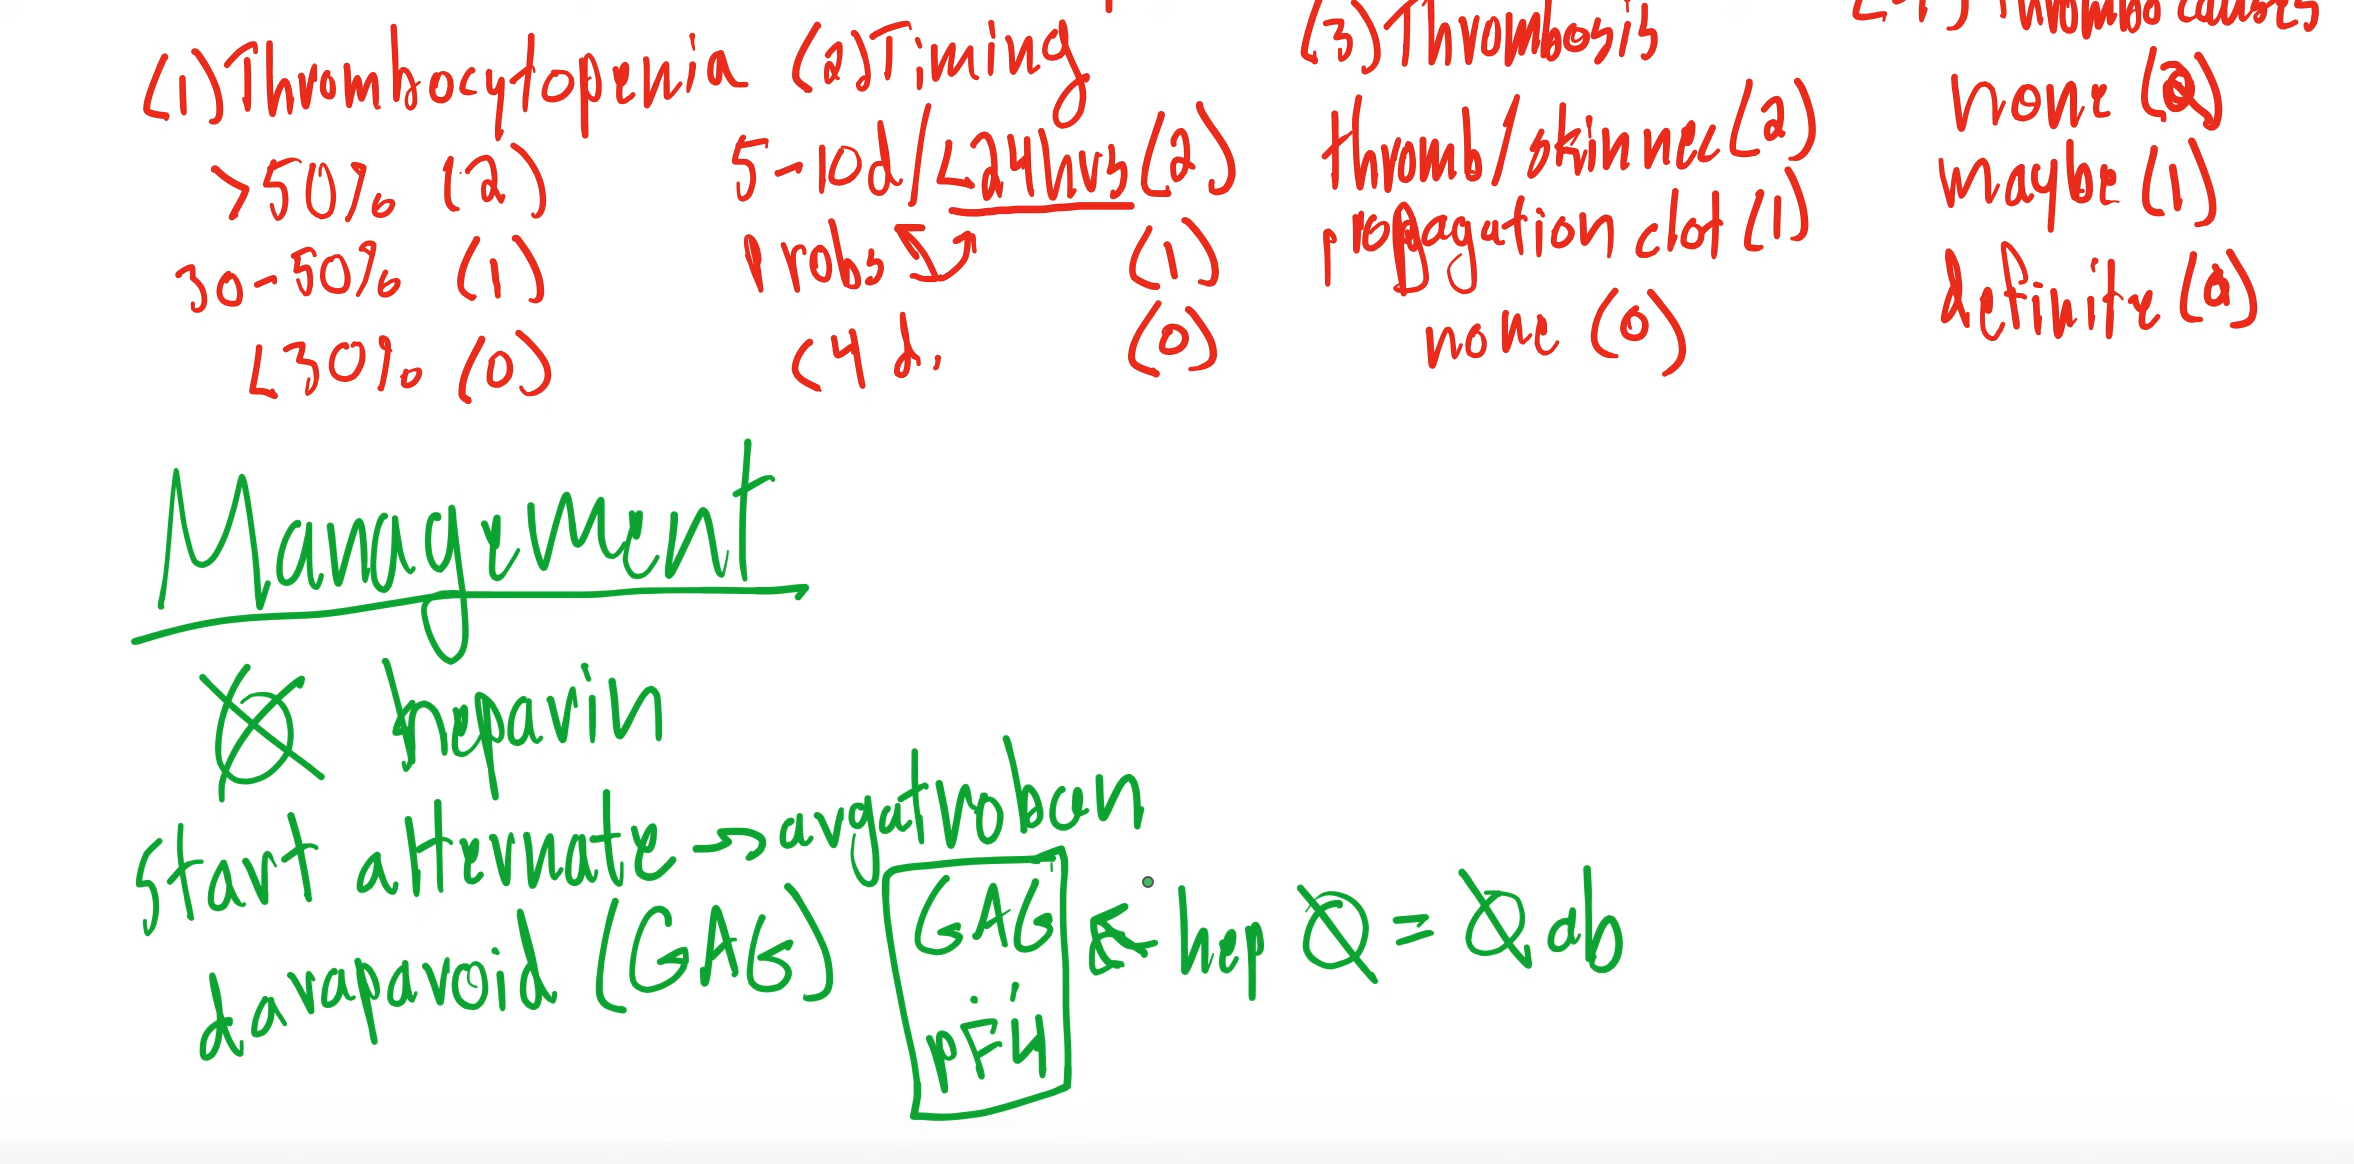 (1) Thrombocytopenia
>50% (2)
30-50% (1)
<30% (0)
(2) Timing
5-10d/<24hrs (2)
Probs (1)
<4 d. (0)
(3) Thrombosis
thromb/skin nec (2)
propagation clot (1)
none (0)
Thrombo causes
none
maybe (1)
definite (0)
Management
heparin
Start alternate → argatroban
daraparoid (GAG)
GAG ← hep Ø = Ø ab
PF4